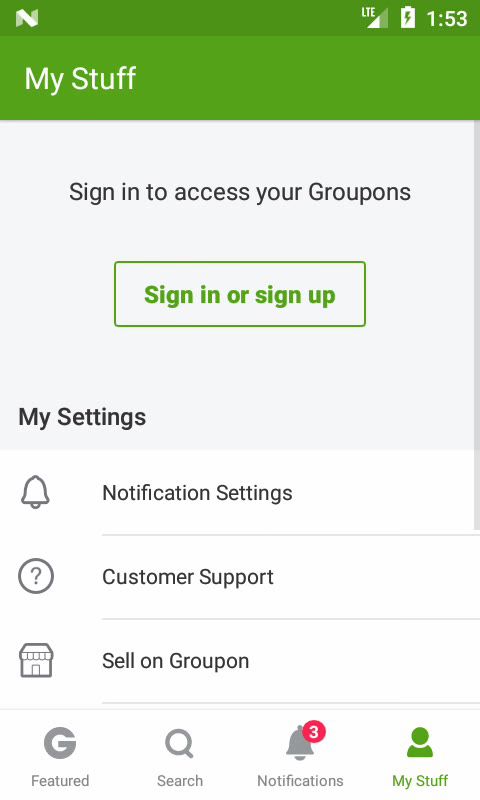 LTE 1:53
My Stuff
Sign in to access your Groupons
Sign in or sign up
My Settings
Notification Settings
? Customer Support
Sell on Groupon
G 3
Featured Search Notifications My Stuff